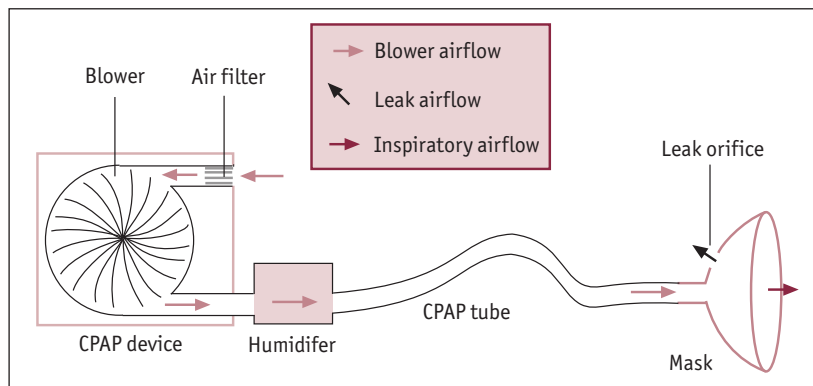 Blower airflow
Leak airflow
Inspiratory airflow
Blower
Air filter
Leak orifice
CPAP device
Humidifer
CPAP tube
Mask